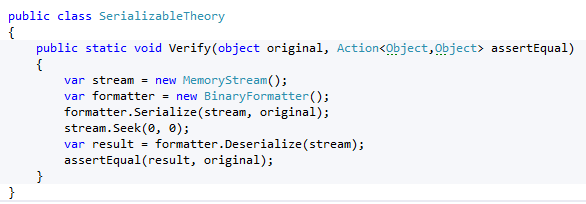 public class SerializableTheory
{
    public static void Verify(object original, Action<Object,Object> assertEqual)
    {
        var stream = new MemoryStream();
        var formatter = new BinaryFormatter();
        formatter.Serialize(stream, original);
        stream.Seek(0, 0);
        var result = formatter.Deserialize(stream);
        assertEqual(result, original);
    }
}